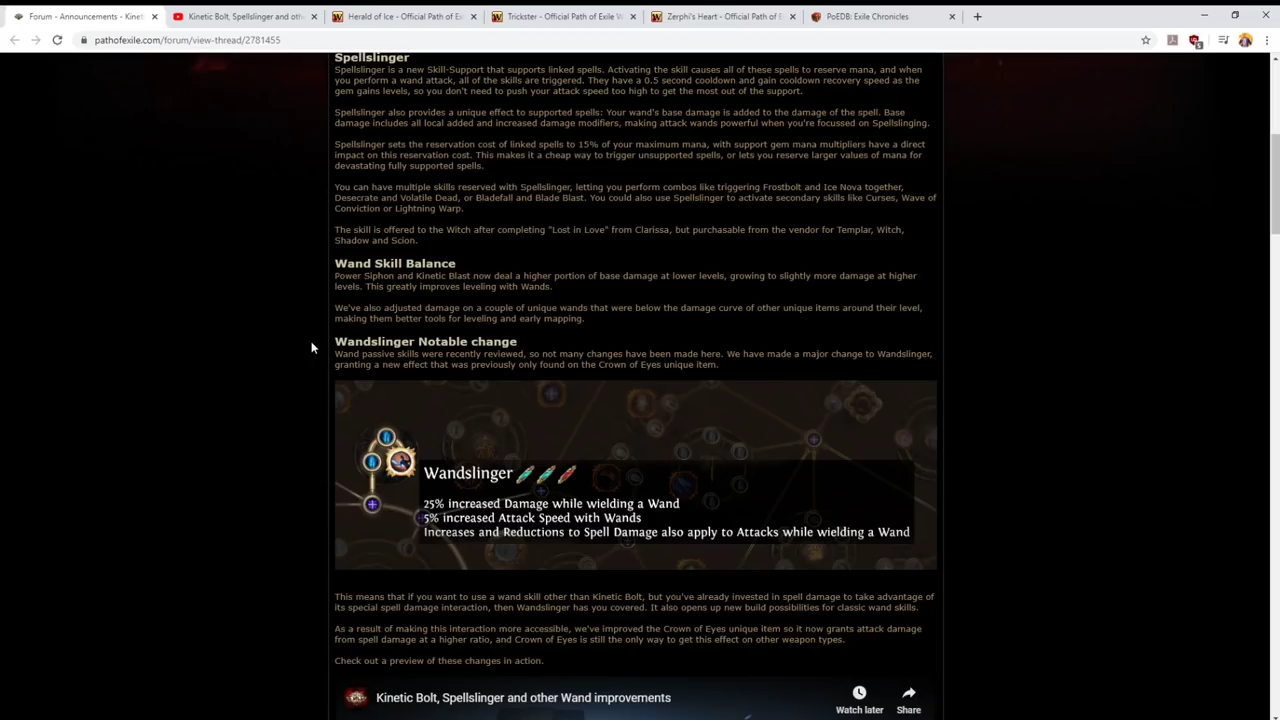 Forum - Announcements - Kineti
Kinetic Bolt, Spellslinger and oth
Herald of Ice - Official Path of Exi
Trickster - Official Path of Exile W
Zerphi's Heart - Official Path of E
PoEDB: Exile Chronicles
pathofexile.com/forum/view-thread/2781455
Spellslinger
Spellslinger is a new Skill-Support that supports linked spells. Activating the skill causes all of these spells to reserve mana, and when
you perform a wand attack, all of the skills are triggered. They have a 0.5 second cooldown and gain cooldown recovery speed as the
gem gains levels, so you don't need to push your attack speed too high to get the most out of the support.
Spellslinger also provides a unique effect to supported spells: Your wand's base damage is added to the damage of the spell. Base
damage includes all local added and increased damage modifiers, making attack wands powerful when you're focussed on Spellslinging.
Spellslinger sets the reservation cost of linked spells to 15% of your maximum mana, with support gem mana multipliers have a direct
impact on this reservation cost. This makes it a cheap way to trigger unsupported spells, or lets you reserve larger values of mana for
devastating fully supported spells.
You can have multiple skills reserved with Spellslinger, letting you perform combos like triggering Frostbolt and Ice Nova together,
Desecrate and Volatile Dead, or Bladefall and Blade Blast. You could also use Spellslinger to activate secondary skills like Curses, Wave of
Conviction or Lightning Warp.
The skill is offered to the Witch after completing "Lost in Love" from Clarissa, but purchasable from the vendor for Templar, Witch,
Shadow and Scion.
Wand Skill Balance
Power Siphon and Kinetic Blast now deal a higher portion of base damage at lower levels, growing to slightly more damage at higher
levels. This greatly improves leveling with Wands.
We've also adjusted damage on a couple of unique wands that were below the damage curve of other unique items around their level,
making them better tools for leveling and early mapping.
Wandslinger Notable change
Wand passive skills were recently reviewed, so not many changes have been made here. We have made a major change to Wandslinger,
granting a new effect that was previously only found on the Crown of Eyes unique item.
Wandslinger
25% increased Damage while wielding a Wand
5% increased Attack Speed with Wands
Increases and Reductions to Spell Damage also apply to Attacks while wielding a Wand
This means that if you want to use a wand skill other than Kinetic Bolt, but you've already invested in spell damage to take advantage of
its special spell damage interaction, then Wandslinger has you covered. It also opens up new build possibilities for classic wand skills.
As a result of making this interaction more accessible, we've improved the Crown of Eyes unique item so it now grants attack damage
from spell damage at a higher ratio, and Crown of Eyes is still the only way to get this effect on other weapon types.
Check out a preview of these changes in action.
Kinetic Bolt, Spellslinger and other Wand improvements
Watch later
Share